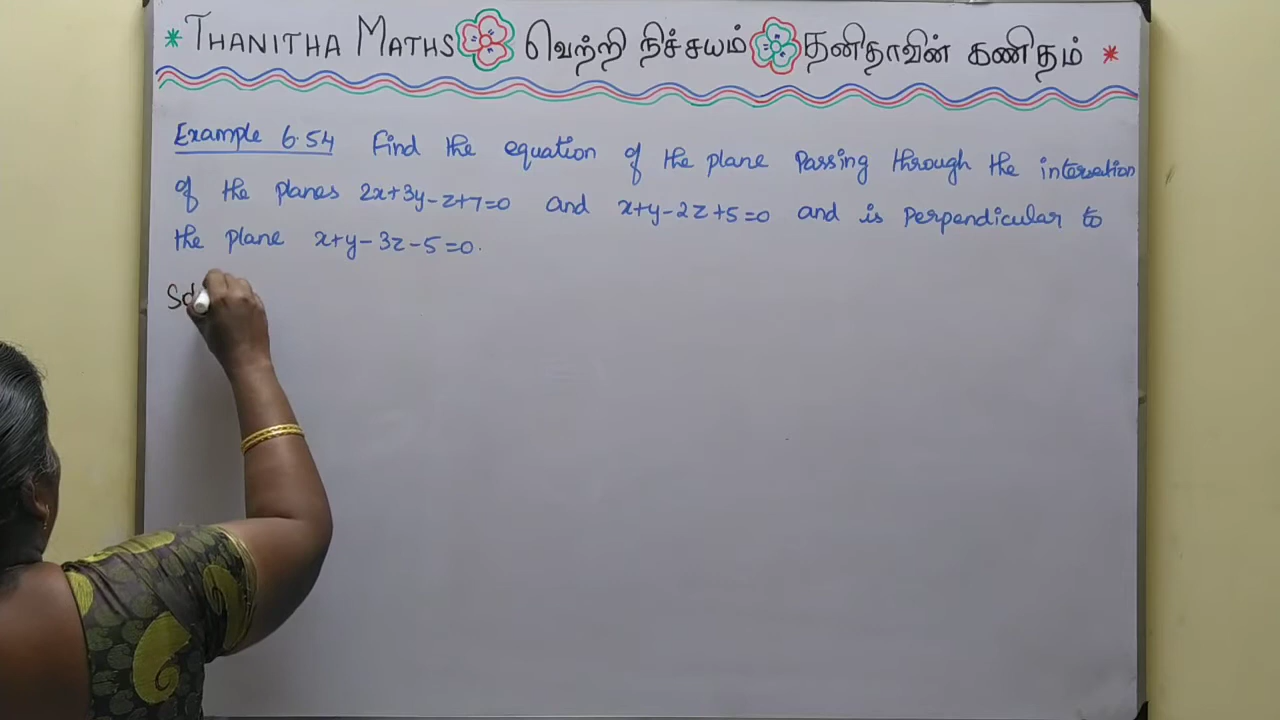 * THANITHA MATHS வெற்றி நிச்சயம் தனிதாவின் கணிதம் *
Example 6.54 Find the equation of the plane Passing through the intersection
of the planes 2x+3y-z+7=0 and x+y-2z+5=0 and is perpendicular to
the plane x+y-3z-5=0.